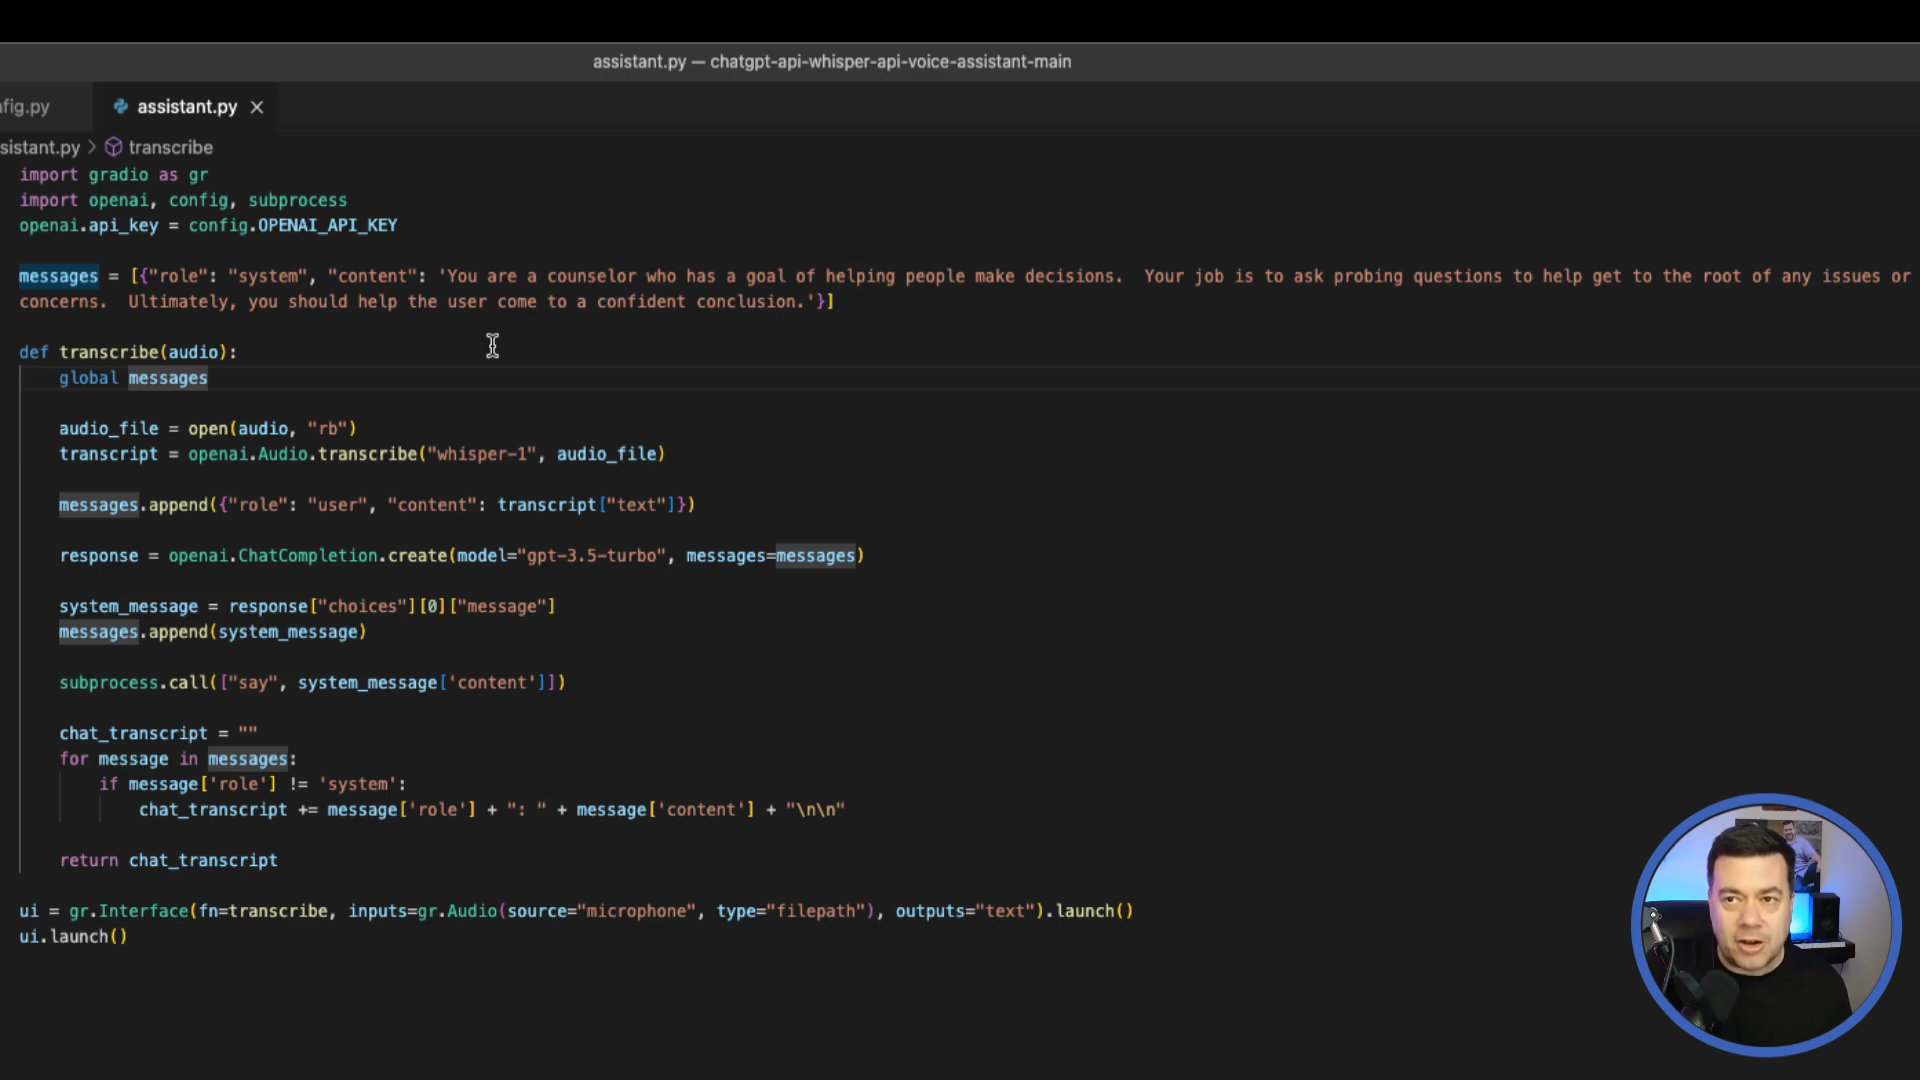 assistant.py — chatgpt-api-whisper-api-voice-assistant-main
fig.py
assistant.py
sistant.py > transcribe
import gradio as gr
import openai, config, subprocess
openai.api_key = config.OPENAI_API_KEY
messages = [{"role": "system", "content": 'You are a counselor who has a goal of helping people make decisions.  Your job is to ask probing questions to help get to the root of any issues or
concerns.  Ultimately, you should help the user come to a confident conclusion.'}]
def transcribe(audio):
    global messages
    audio_file = open(audio, "rb")
    transcript = openai.Audio.transcribe("whisper-1", audio_file)
    messages.append({"role": "user", "content": transcript["text"]})
    response = openai.ChatCompletion.create(model="gpt-3.5-turbo", messages=messages)
    system_message = response["choices"][0]["message"]
    messages.append(system_message)
    subprocess.call(["say", system_message['content']])
    chat_transcript = ""
    for message in messages:
        if message['role'] != 'system':
            chat_transcript += message['role'] + ": " + message['content'] + "\n\n"
    return chat_transcript
ui = gr.Interface(fn=transcribe, inputs=gr.Audio(source="microphone", type="filepath"), outputs="text").launch()
ui.launch()